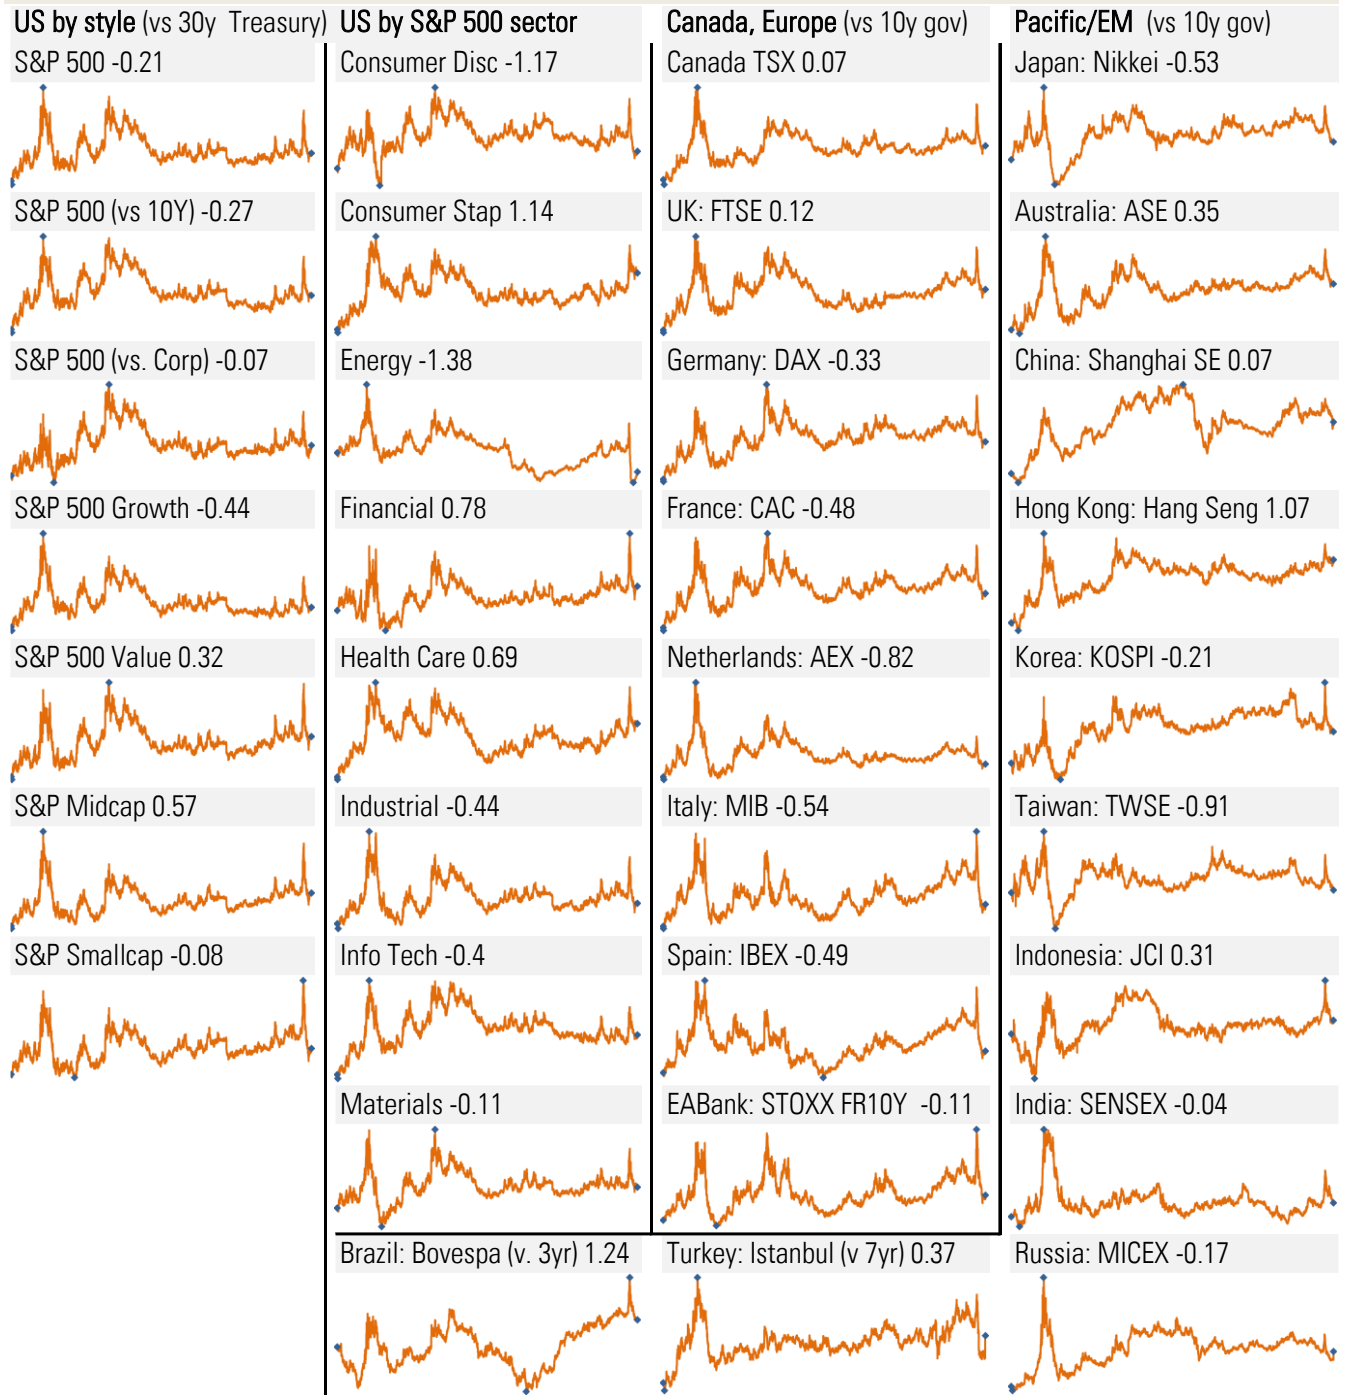 US by style (vs 30y Treasury)
S&P 500 -0.21
S&P 500 (vs 10Y) -0.27
S&P 500 (vs. Corp) -0.07
S&P 500 Growth -0.44
S&P 500 Value 0.32
S&P Midcap 0.57
S&P Smallcap -0.08
US by S&P 500 sector
Consumer Disc -1.17
Consumer Stap 1.14
Energy -1.38
Financial 0.78
Health Care 0.69
Industrial -0.44
Info Tech -0.4
Materials -0.11
Brazil: Bovespa (v. 3yr) 1.24
Canada, Europe (vs 10y gov)
Canada TSX 0.07
UK: FTSE 0.12
Germany: DAX -0.33
France: CAC -0.48
Netherlands: AEX -0.82
Italy: MIB -0.54
Spain: IBEX -0.49
EABank: STOXX FR10Y -0.11
Turkey: Istanbul (v 7yr) 0.37
Pacific/EM (vs 10y gov)
Japan: Nikkei -0.53
Australia: ASE 0.35
China: Shanghai SE 0.07
Hong Kong: Hang Seng 1.07
Korea: KOSPI -0.21
Taiwan: TWSE -0.91
Indonesia: JCI 0.31
India: SENSEX -0.04
Russia: MICEX -0.17